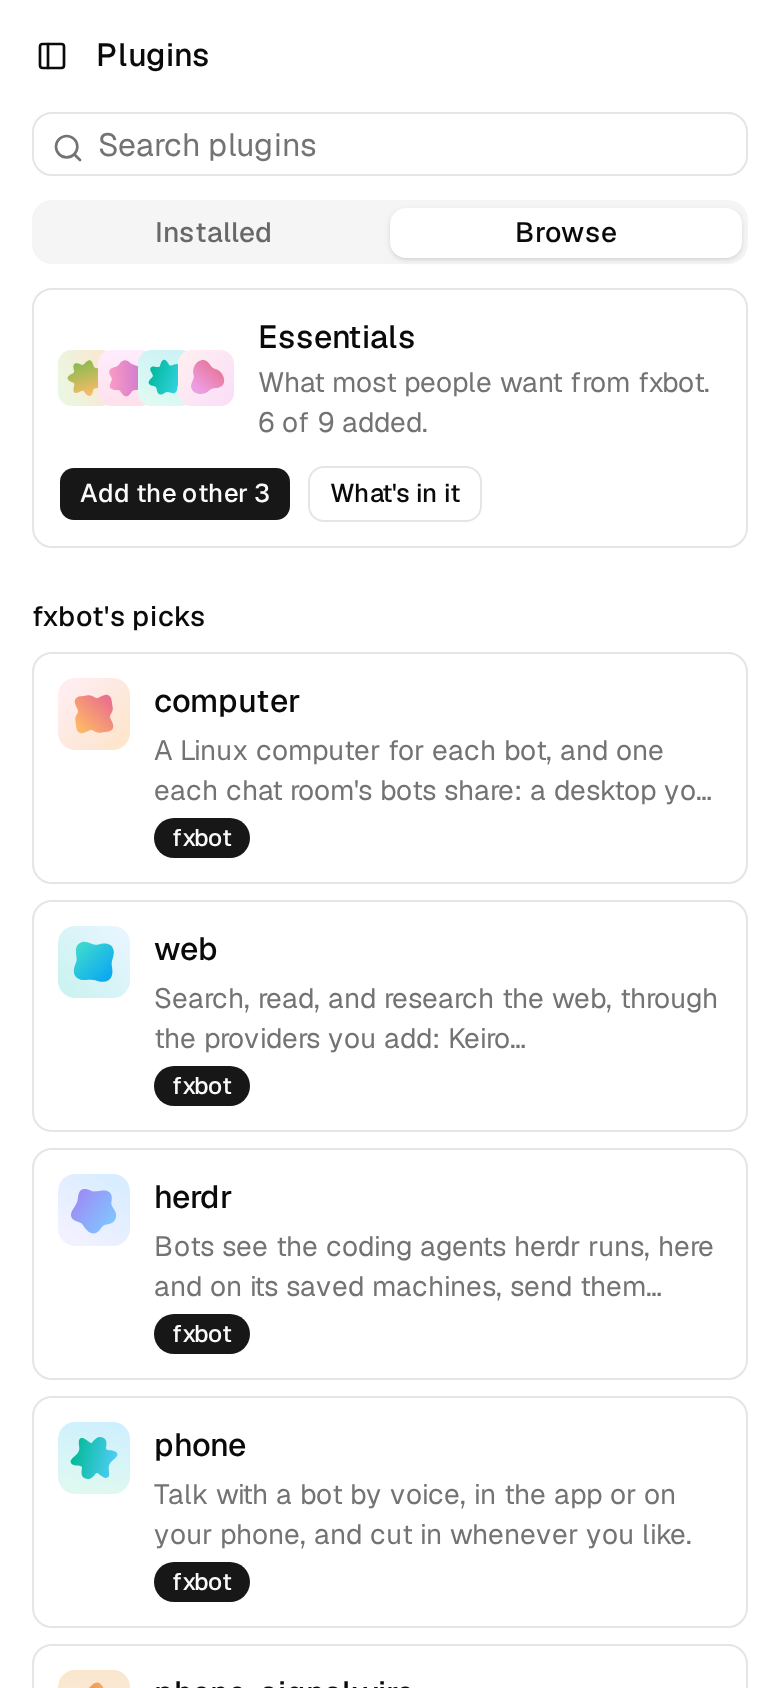 Plugins
Search plugins
Installed
Browse
Essentials
What most people want from fxbot.
6 of 9 added.
Add the other 3
What's in it
fxbot's picks
computer
A Linux computer for each bot, and one
each chat room's bots share: a desktop yo...
fxbot
web
Search, read, and research the web, through
the providers you add: Keiro...
fxbot
herdr
Bots see the coding agents herdr runs, here
and on its saved machines, send them...
fxbot
phone
Talk with a bot by voice, in the app or on
your phone, and cut in whenever you like.
fxbot